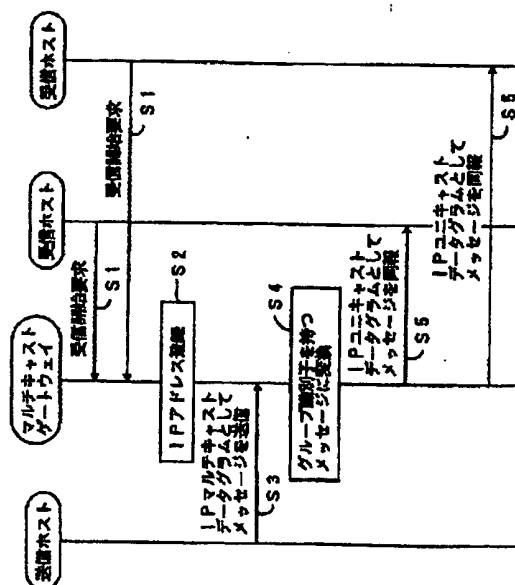 送信ホスト
マルチキャスト
ゲートウェイ
受信ホスト
受信ホスト
受信開始要求
S1
受信開始要求
S1
IPアドレス登録
S2
IPマルチキャスト
データグラムとして
メッセージを送信
S3
グループ識別子を持つ
メッセージに変換
S4
IPユニキャスト
データグラムとして
メッセージを同報
S5
IPユニキャスト
データグラムとして
メッセージを同報
S5